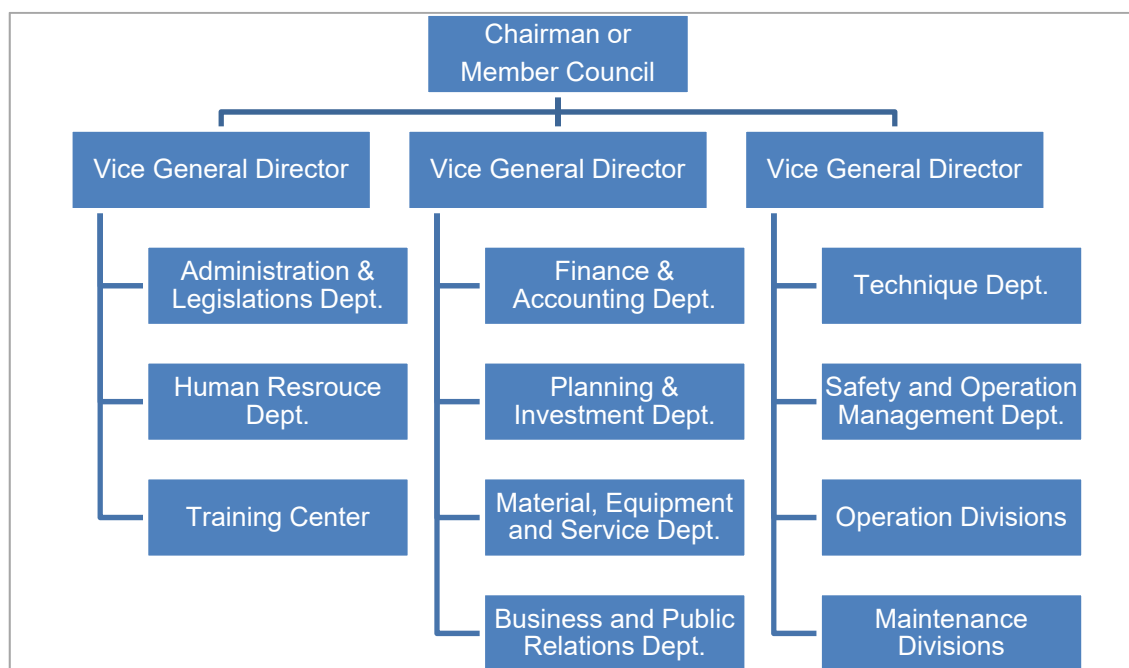 Chairman or
Member Council
Vice General Director
Vice General Director
Vice General Director
Administration &
Legislations Dept.
Finance &
Accounting Dept.
Technique Dept.
Human Resrouce
Dept.
Planning &
Investment Dept.
Safety and Operation
Management Dept.
Training Center
Material, Equipment
and Service Dept.
Operation Divisions
Business and Public
Relations Dept.
Maintenance
Divisions